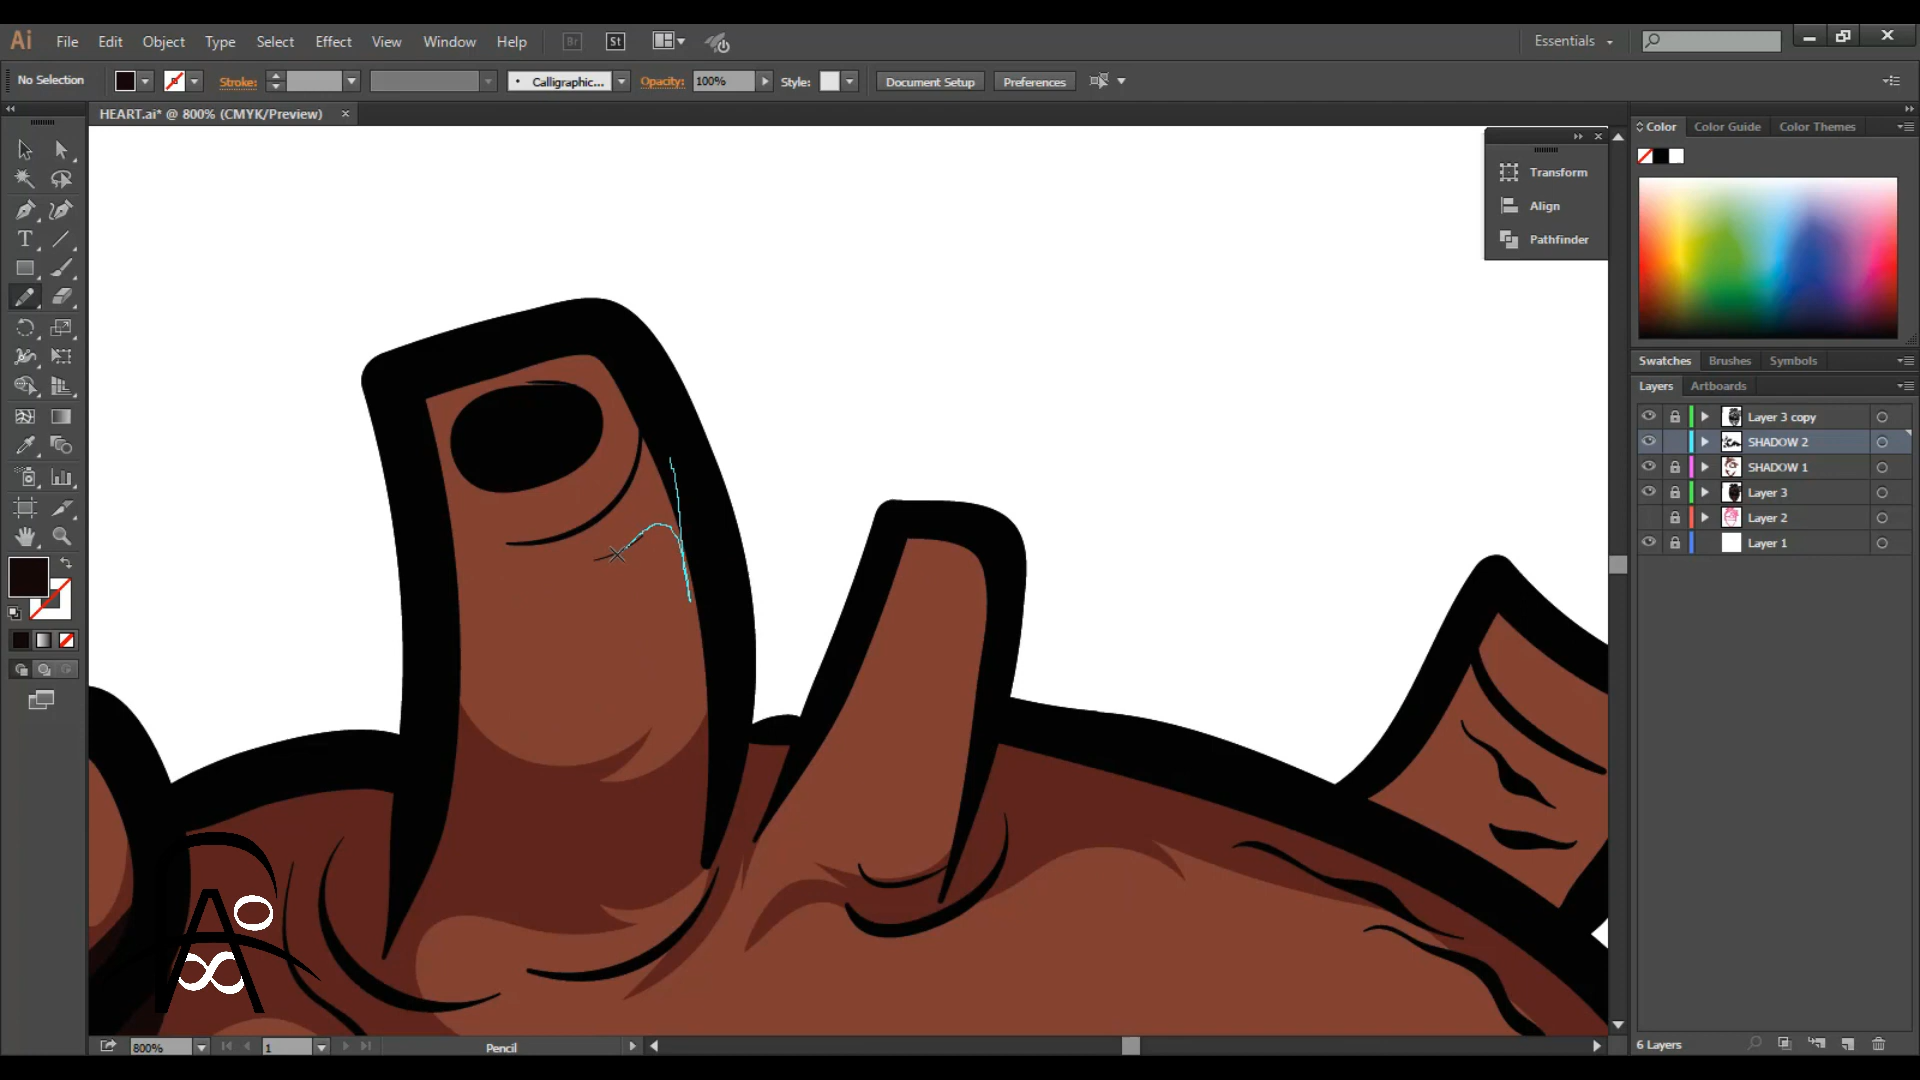 Ai File Edit Object Type Select Effect View Window Help Br St Essentials
No Selection Stroke: Calligraphic... Opacity: 100% Style: Document Setup Preferences
HEART.ai* @ 800% (CMYK/Preview)
Color Color Guide Color Themes
Transform
Align
Pathfinder
Swatches Brushes Symbols
Layers Artboards
Layer 3 copy
SHADOW 2
SHADOW 1
Layer 3
Layer 2
Layer 1
800% 1 Pencil
6 Layers